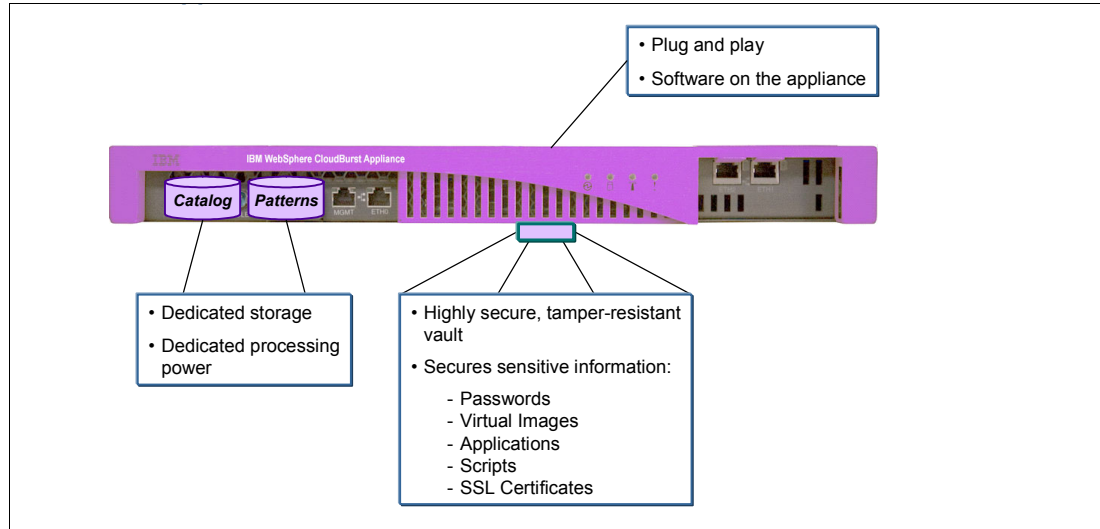 • Plug and play
• Software on the appliance
IBM
IBM WebSphere CloudBurst Appliance
Catalog
Patterns
MGMT
ETH0
• Dedicated storage
• Dedicated processing
power
• Highly secure, tamper-resistant
vault
• Secures sensitive information:
- Passwords
- Virtual Images
- Applications
- Scripts
- SSL Certificates